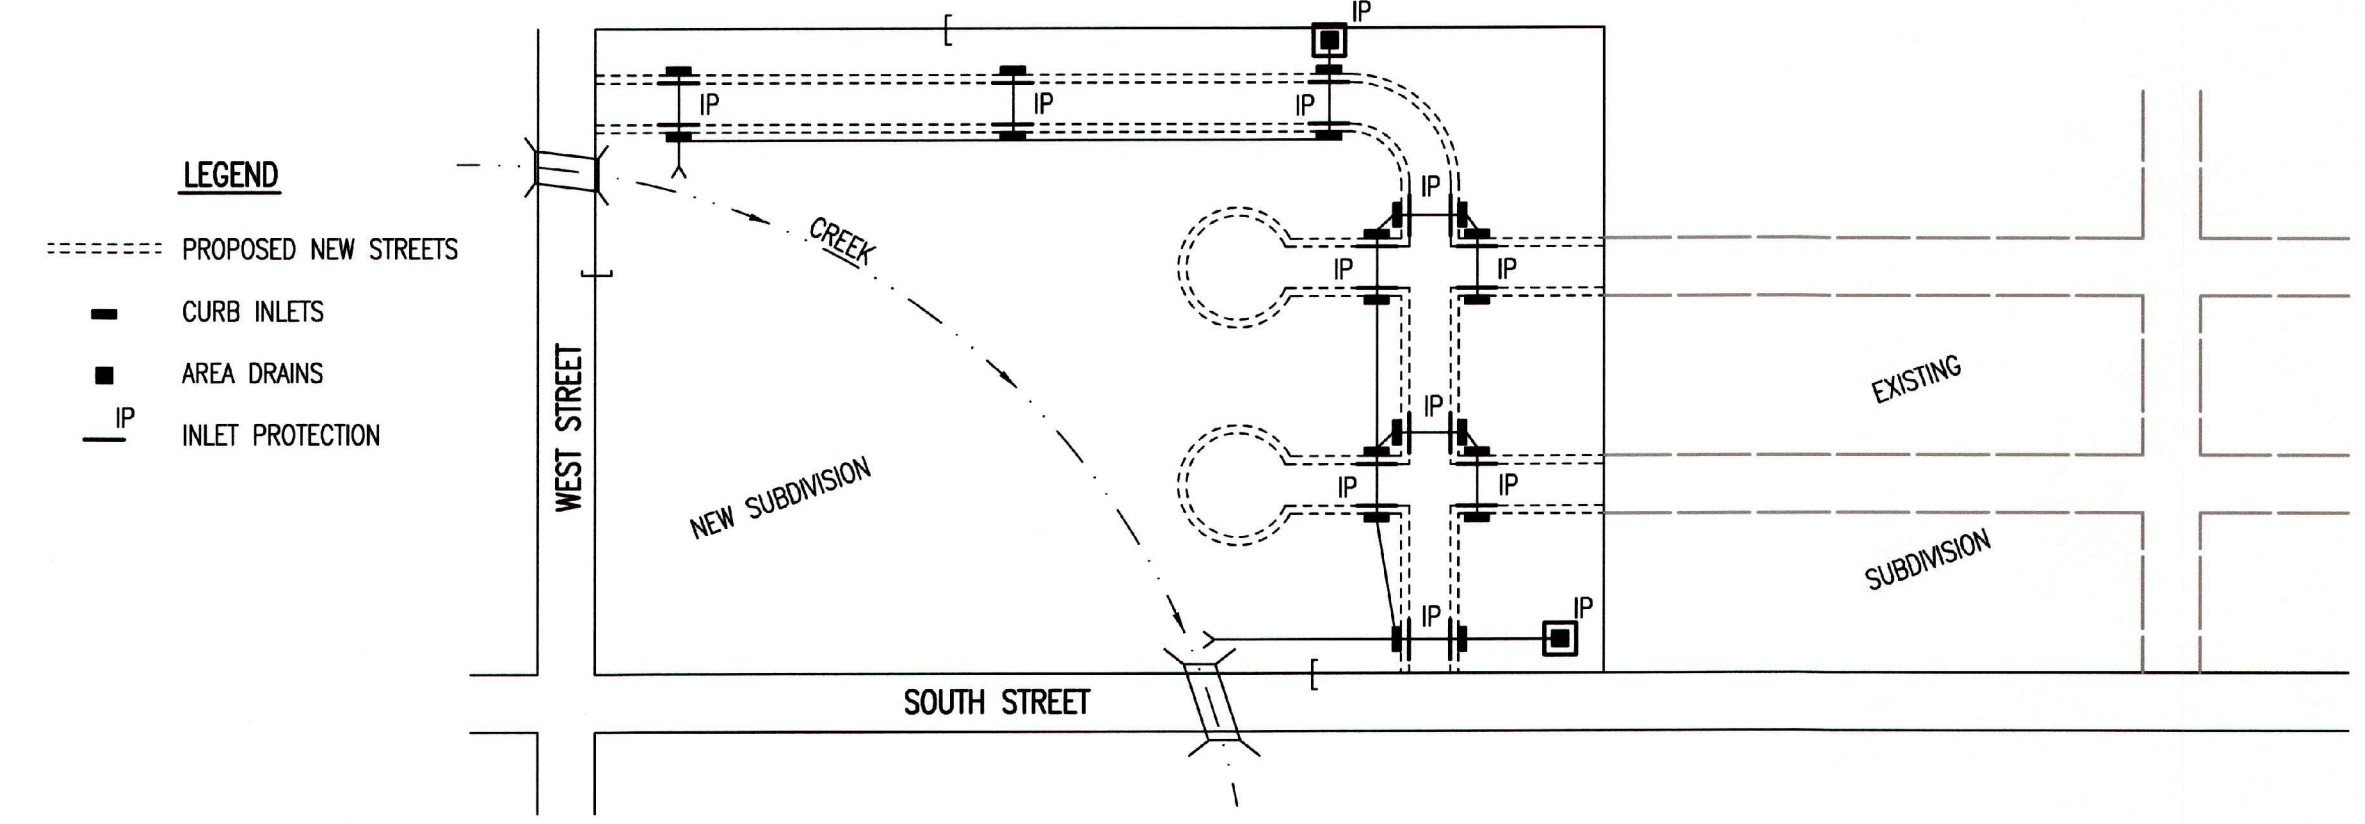 IP
LEGEND
PROPOSED NEW STREETS
CURB INLETS
AREA DRAINS
IP
INLET PROTECTION
IP
IP
IP
IP
CREEK
IP
IP
WEST STREET
NEW SUBDIVISION
IP
IP
IP
IP
IP
EXISTING
SUBDIVISION
SOUTH STREET